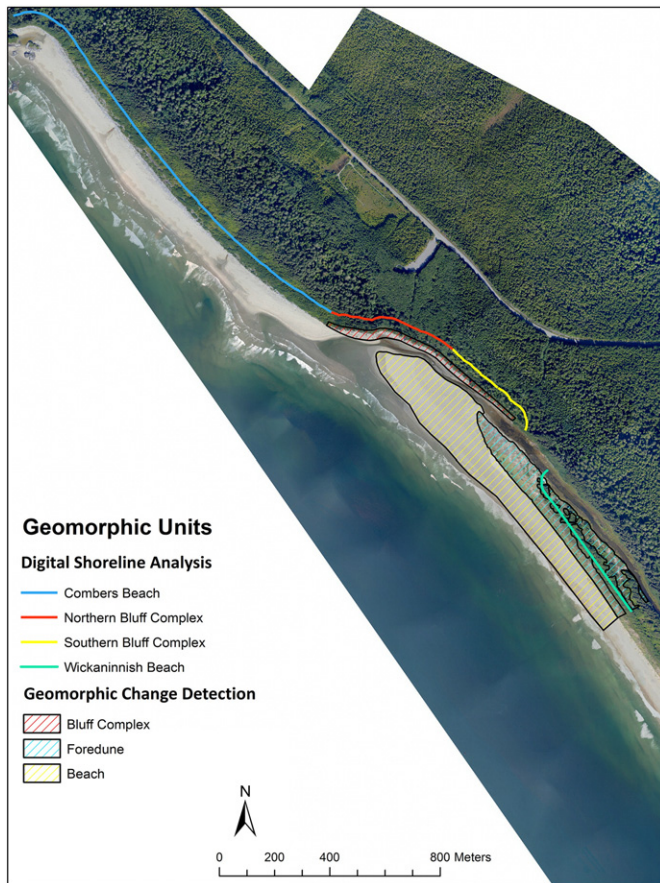 Geomorphic Units
Digital Shoreline Analysis
Combers Beach
Northern Bluff Complex
Southern Bluff Complex
Wickaninnish Beach
Geomorphic Change Detection
Bluff Complex
Foredune
Beach
N
0 200 400 800 Meters